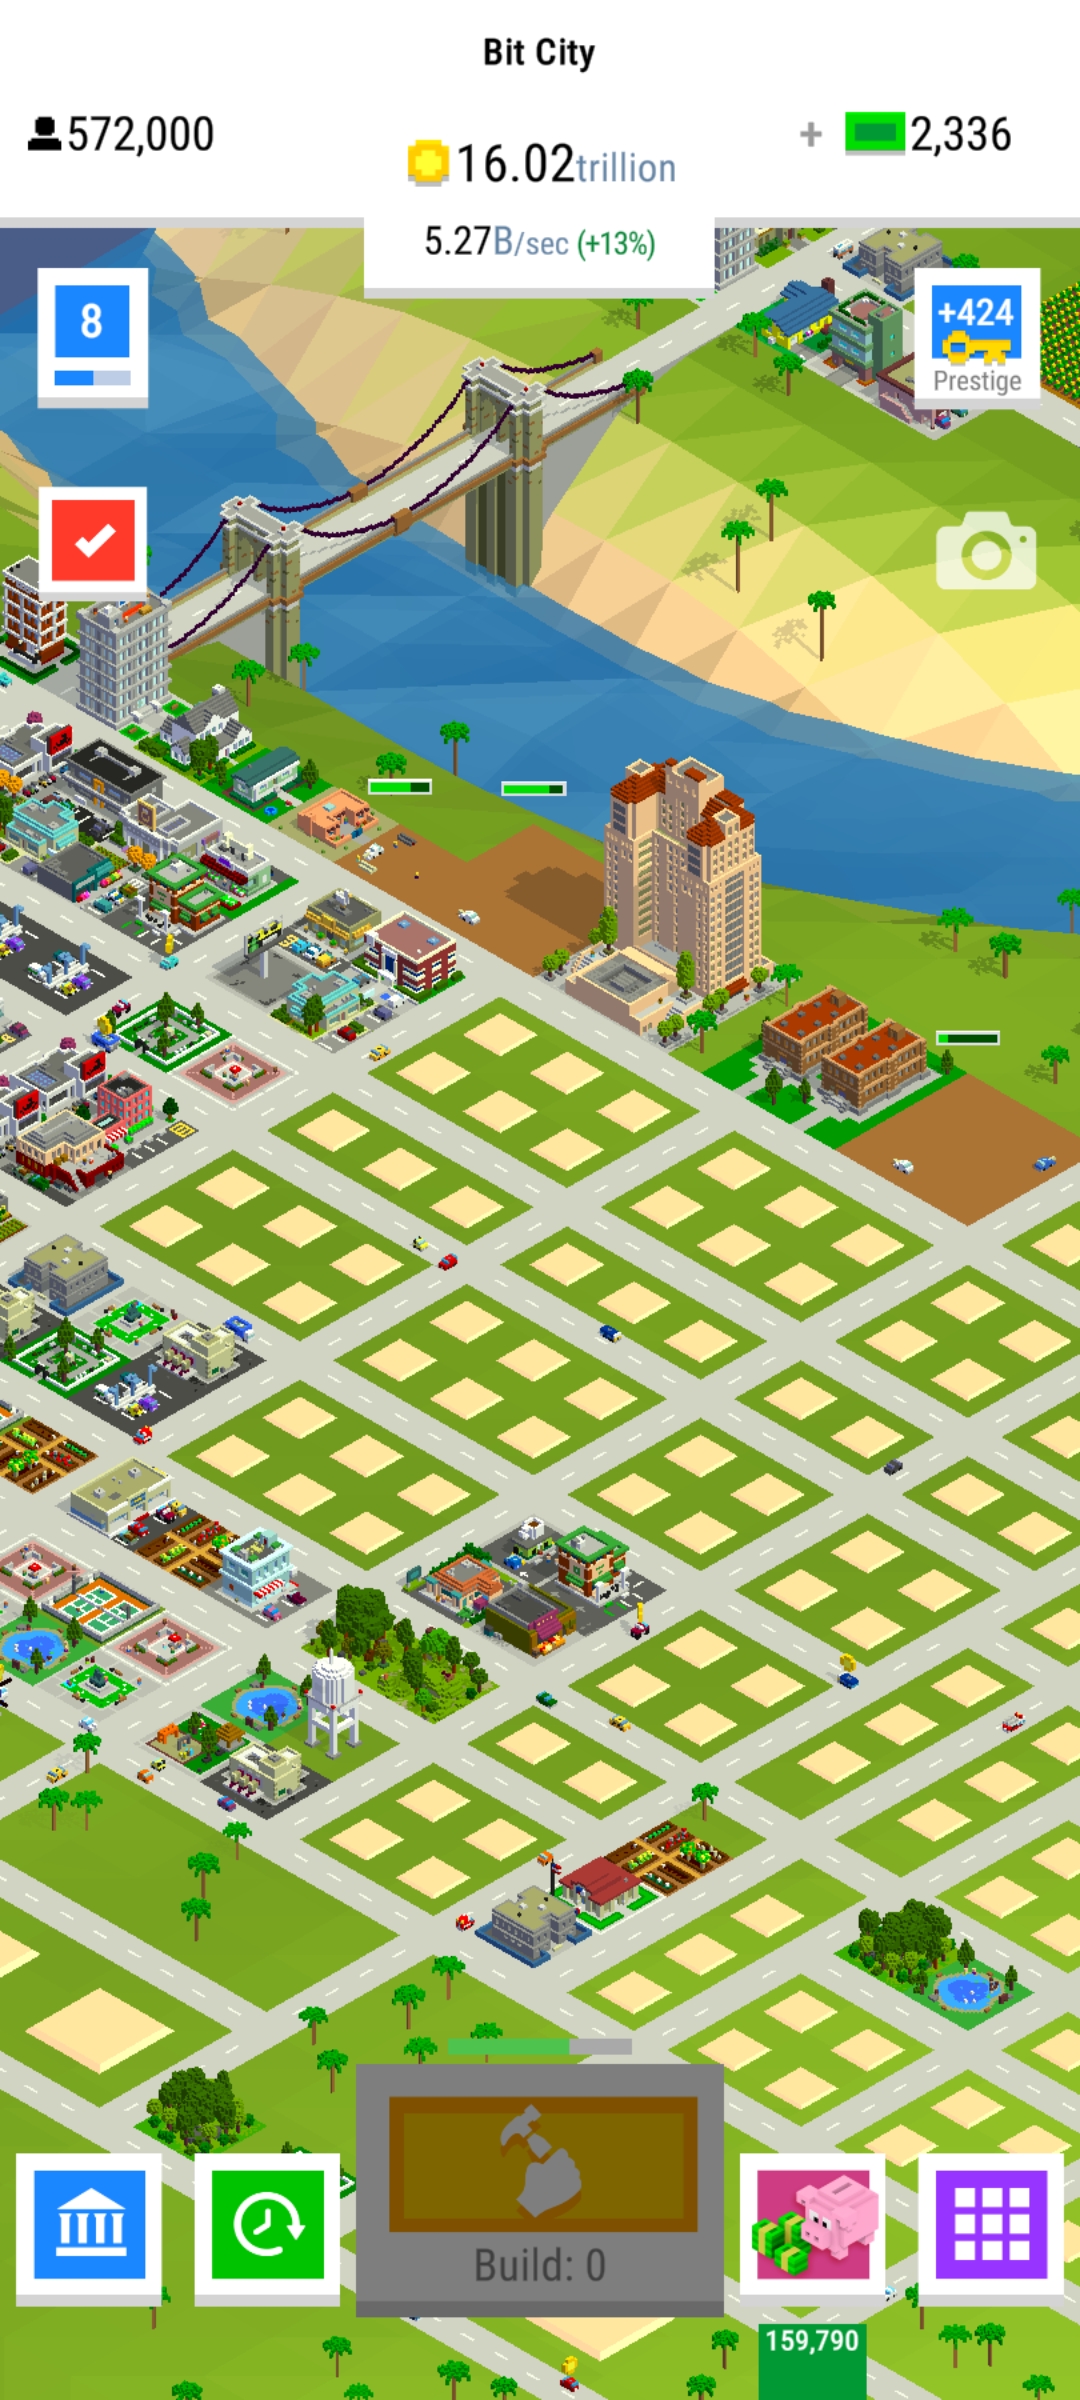 Bit City
572,000
16.02trillion
+ 2,336
5.27B/sec (+13%)
8
+424
Prestige
Build: 0
159,790